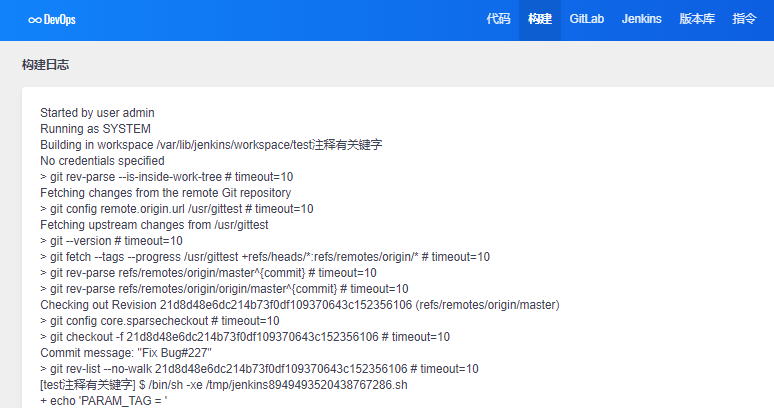 DevOps
代码 构建 GitLab Jenkins 版本库 指令
构建日志
Started by user admin
Running as SYSTEM
Building in workspace /var/lib/jenkins/workspace/test注释有关键字
No credentials specified
> git rev-parse --is-inside-work-tree # timeout=10
Fetching changes from the remote Git repository
> git config remote.origin.url /usr/gittest # timeout=10
Fetching upstream changes from /usr/gittest
> git --version # timeout=10
> git fetch --tags --progress /usr/gittest +refs/heads/*:refs/remotes/origin/* # timeout=10
> git rev-parse refs/remotes/origin/master^{commit} # timeout=10
> git rev-parse refs/remotes/origin/origin/master^{commit} # timeout=10
Checking out Revision 21d8d48e6dc214b73f0df109370643c152356106 (refs/remotes/origin/master)
> git config core.sparsecheckout # timeout=10
> git checkout -f 21d8d48e6dc214b73f0df109370643c152356106 # timeout=10
Commit message: "Fix Bug#227"
> git rev-list --no-walk 21d8d48e6dc214b73f0df109370643c152356106 # timeout=10
[test注释有关键字] $ /bin/sh -xe /tmp/jenkins8949493520438767286.sh
+ echo 'PARAM_TAG = '